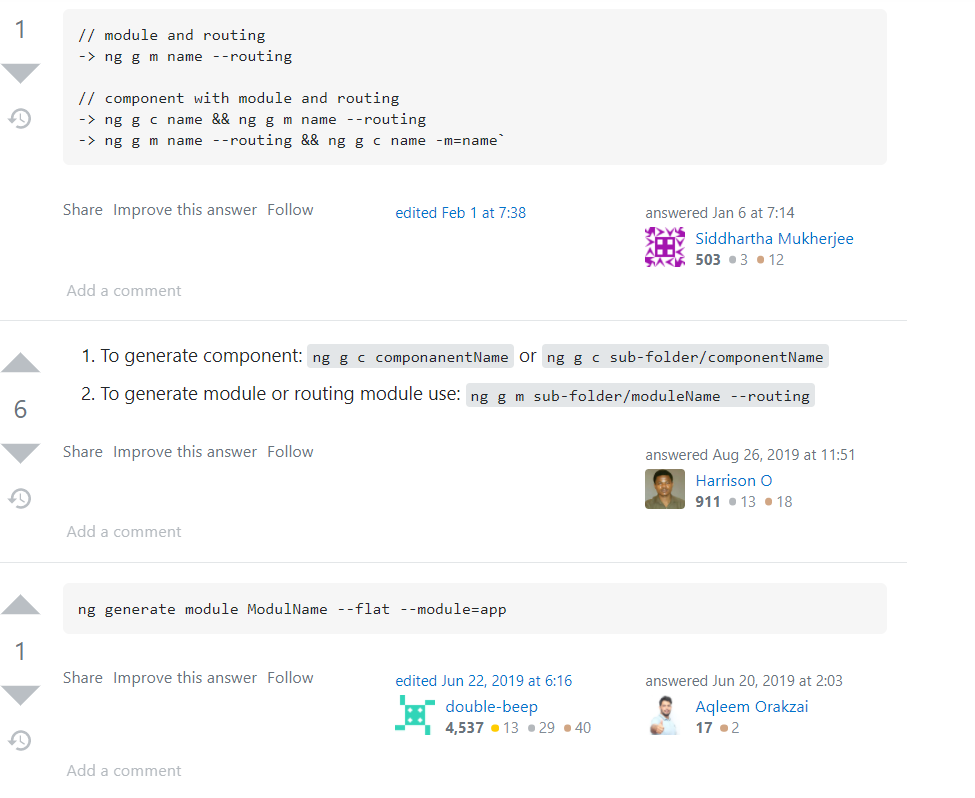 1
// module and routing
-> ng g m name --routing
// component with module and routing
-> ng g c name && ng g m name --routing
-> ng g m name --routing && ng g c name -m=name`
Share Improve this answer Follow
edited Feb 1 at 7:38
answered Jan 6 at 7:14
Siddhartha Mukherjee
503 3 12
Add a comment
1. To generate component: ng g c componanentName or ng g c sub-folder/componentName
2. To generate module or routing module use: ng g m sub-folder/moduleName --routing
6
Share Improve this answer Follow
answered Aug 26, 2019 at 11:51
Harrison O
911 13 18
Add a comment
ng generate module ModulName --flat --module=app
1
Share Improve this answer Follow
edited Jun 22, 2019 at 6:16
double-beep
4,537 13 29 40
answered Jun 20, 2019 at 2:03
Aqleem Orakzai
17 2
Add a comment